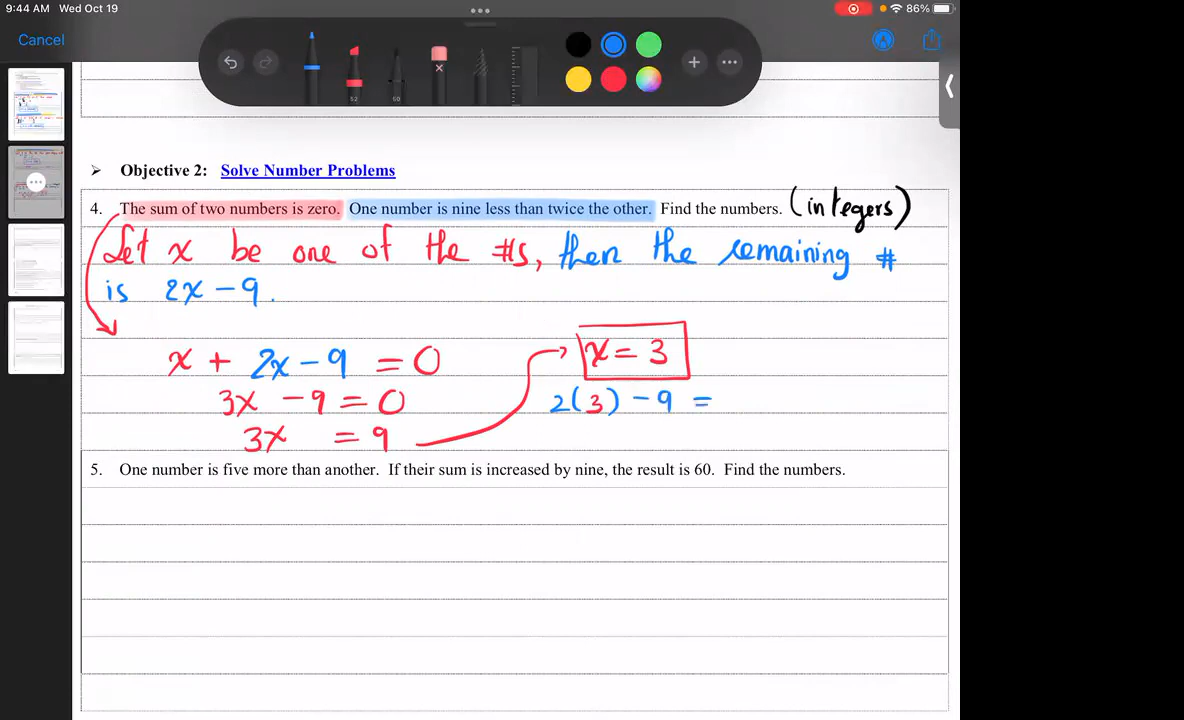 9:44 AM Wed Oct 19
86%
Cancel
52
60
➢ Objective 2: Solve Number Problems
4. The sum of two numbers is zero. One number is nine less than twice the other. Find the numbers. (integers)
Let x be one of the #s, then the remaining #
is 2x - 9.
x + 2x - 9 = 0
3x - 9 = 0
3x = 9
x = 3
2(3) - 9 =
5. One number is five more than another. If their sum is increased by nine, the result is 60. Find the numbers.